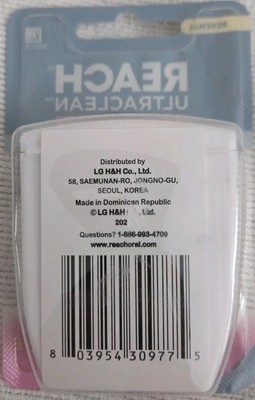 REACH
ULTRACLEAN
Distributed by
LG H&H Co., Ltd.
58, SAEMUNAN-RO, JONGNO-GU,
SEOUL, KOREA
Made in Dominican Republic
© LG H&H Co., Ltd.
202
Questions? 1-866-993-4709
www.reachoral.com
8 03954 30977 5